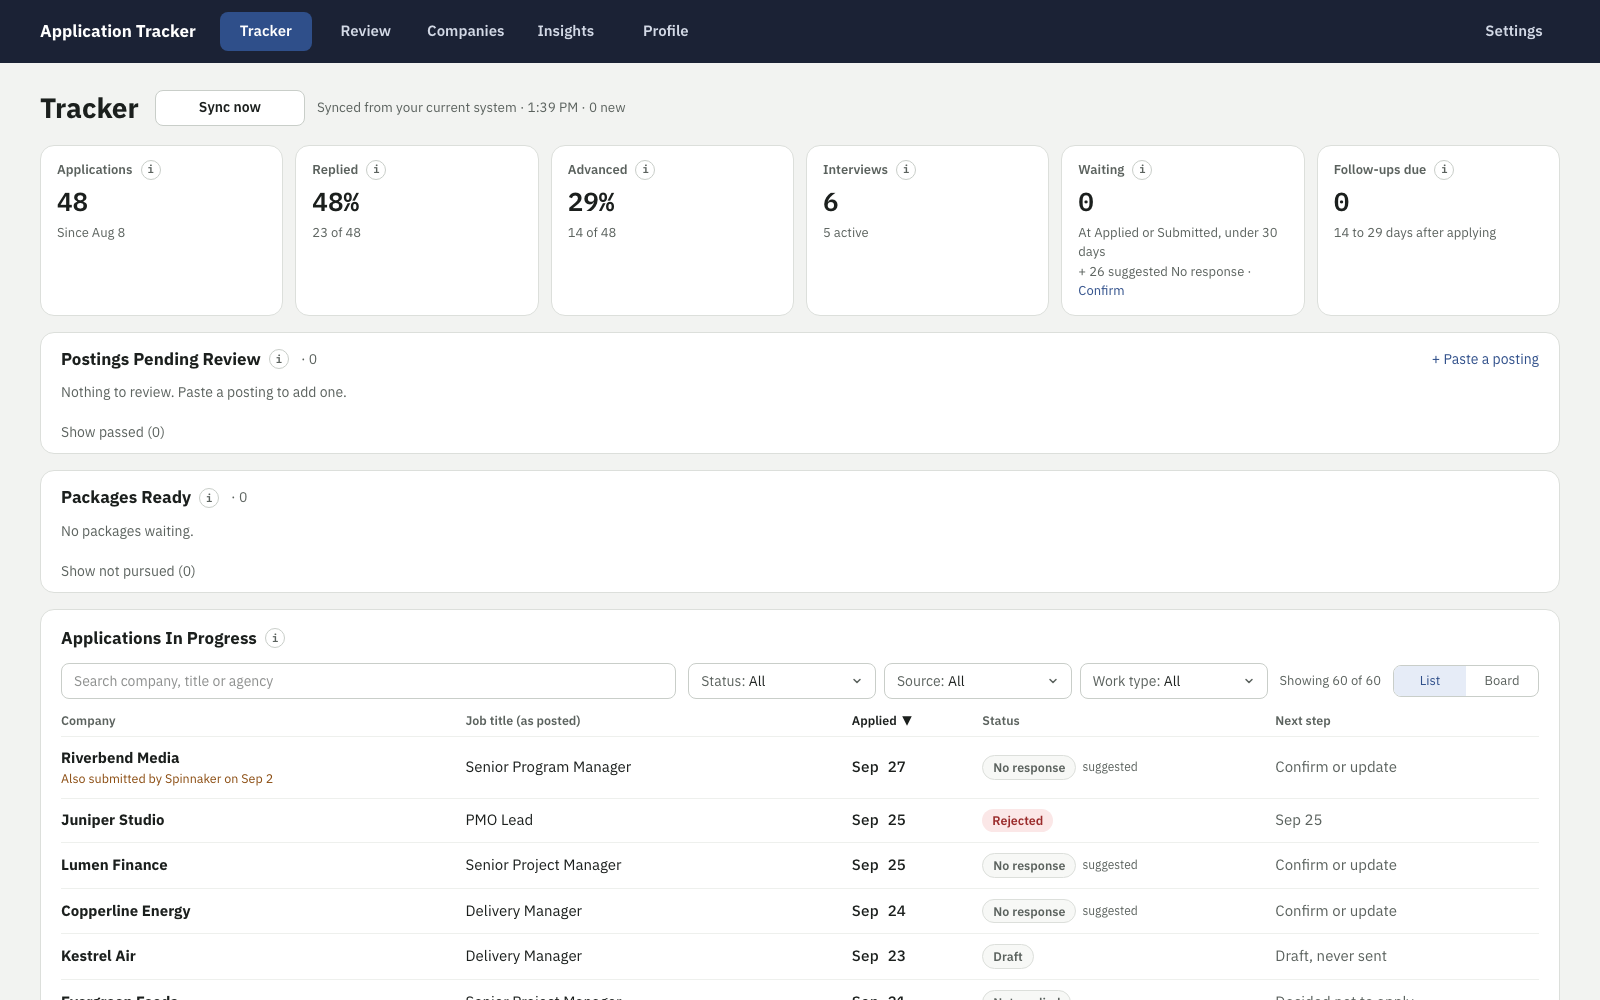 Application Tracker Tracker Review Companies Insights Profile Settings
Tracker Sync now Synced from your current system · 1:39 PM · 0 new
Applications i Replied i Advanced i Interviews i Waiting i Follow-ups due i
48 48% 29% 6 0 0
Since Aug 8 23 of 48 14 of 48 5 active At Applied or Submitted, under 30 14 to 29 days after applying
days
+ 26 suggested No response ·
Confirm
Postings Pending Review i · 0 + Paste a posting
Nothing to review. Paste a posting to add one.
Show passed (0)
Packages Ready i · 0
No packages waiting.
Show not pursued (0)
Applications In Progress i
Search company, title or agency Status: All Source: All Work type: All Showing 60 of 60 List Board
Company Job title (as posted) Applied ▼ Status Next step
Riverbend Media Senior Program Manager Sep 27 No response suggested Confirm or update
Also submitted by Spinnaker on Sep 2
Juniper Studio PMO Lead Sep 25 Rejected Sep 25
Lumen Finance Senior Project Manager Sep 25 No response suggested Confirm or update
Copperline Energy Delivery Manager Sep 24 No response suggested Confirm or update
Kestrel Air Delivery Manager Sep 23 Draft Draft, never sent